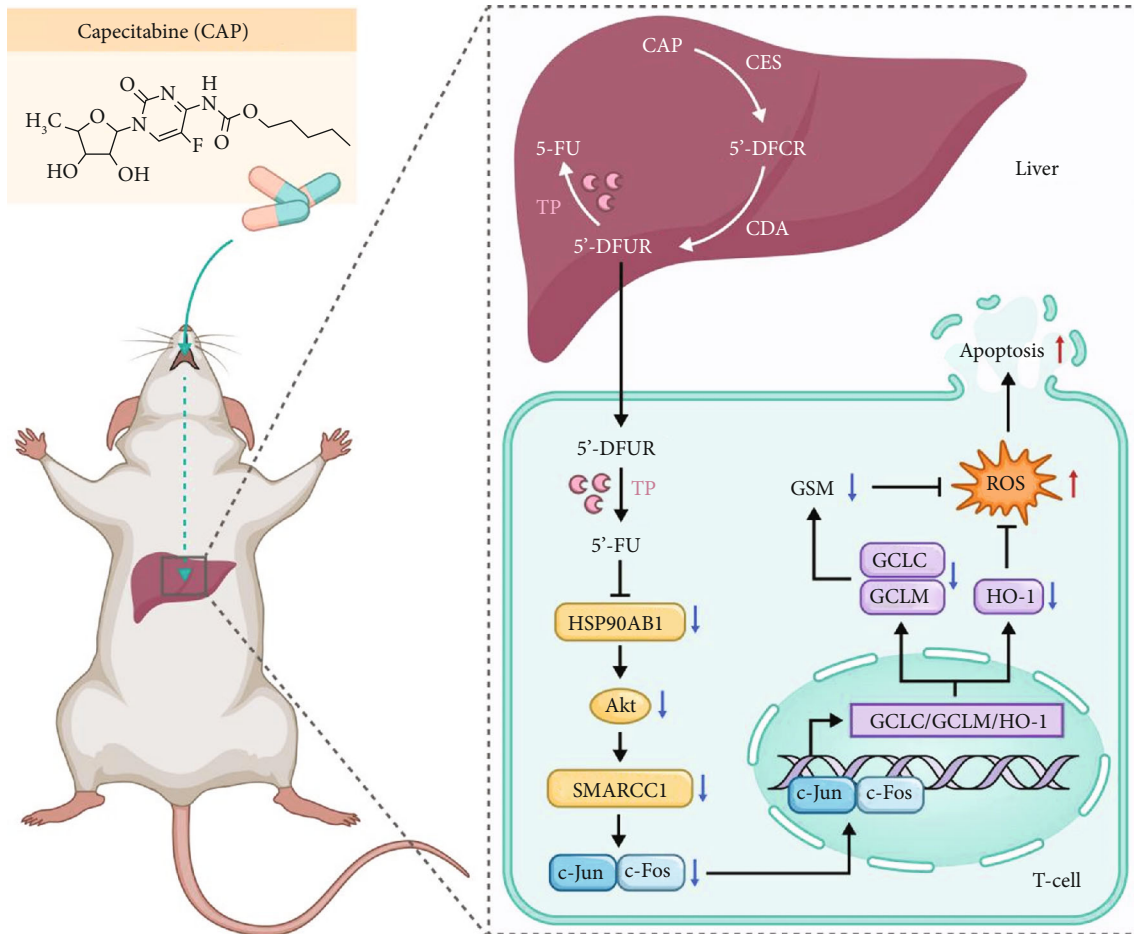 Capecitabine (CAP)
H
O
N
N
O
H3C
O
N
O
F
O
HO
OH
CAP
CES
5-FU
5'-DFCR
TP
CDA
5'-DFUR
Liver
Apoptosis
5'-DFUR
TP
GSM
ROS
5'-FU
GCLC
GCLM
HO-1
HSP90AB1
Akt
GCLC/GCLM/HO-1
SMARCC1
c-Jun
c-Fos
c-Jun
c-Fos
T-cell